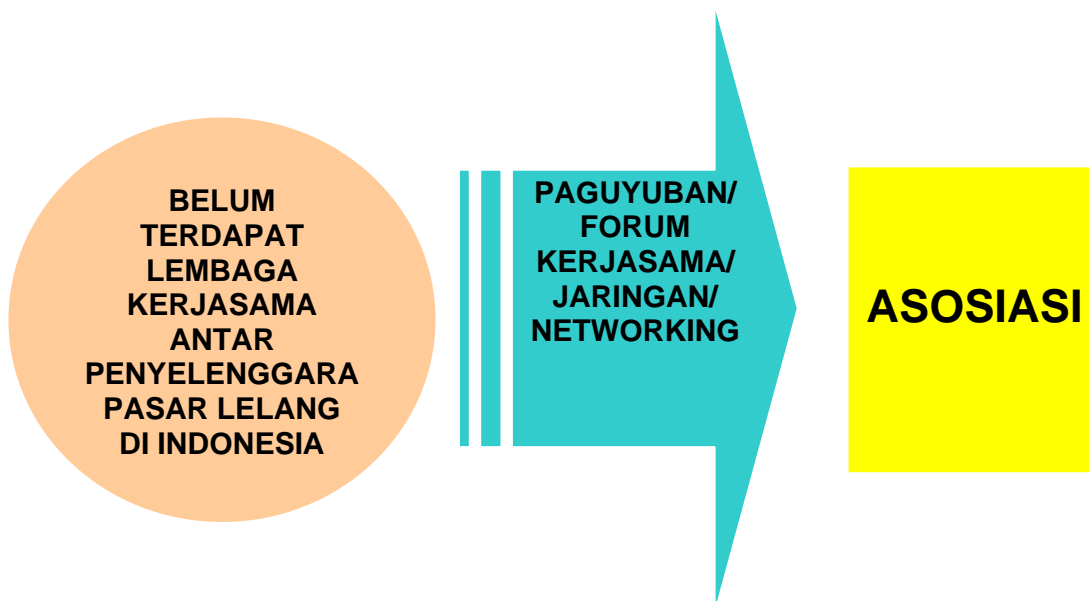 BELUM
TERDAPAT
LEMBAGA
KERJASAMA
ANTAR
PENYELENGGARA
PASAR LELANG
DI INDONESIA
PAGUYUBAN/
FORUM
KERJASAMA/
JARINGAN/
NETWORKING
ASOSIASI